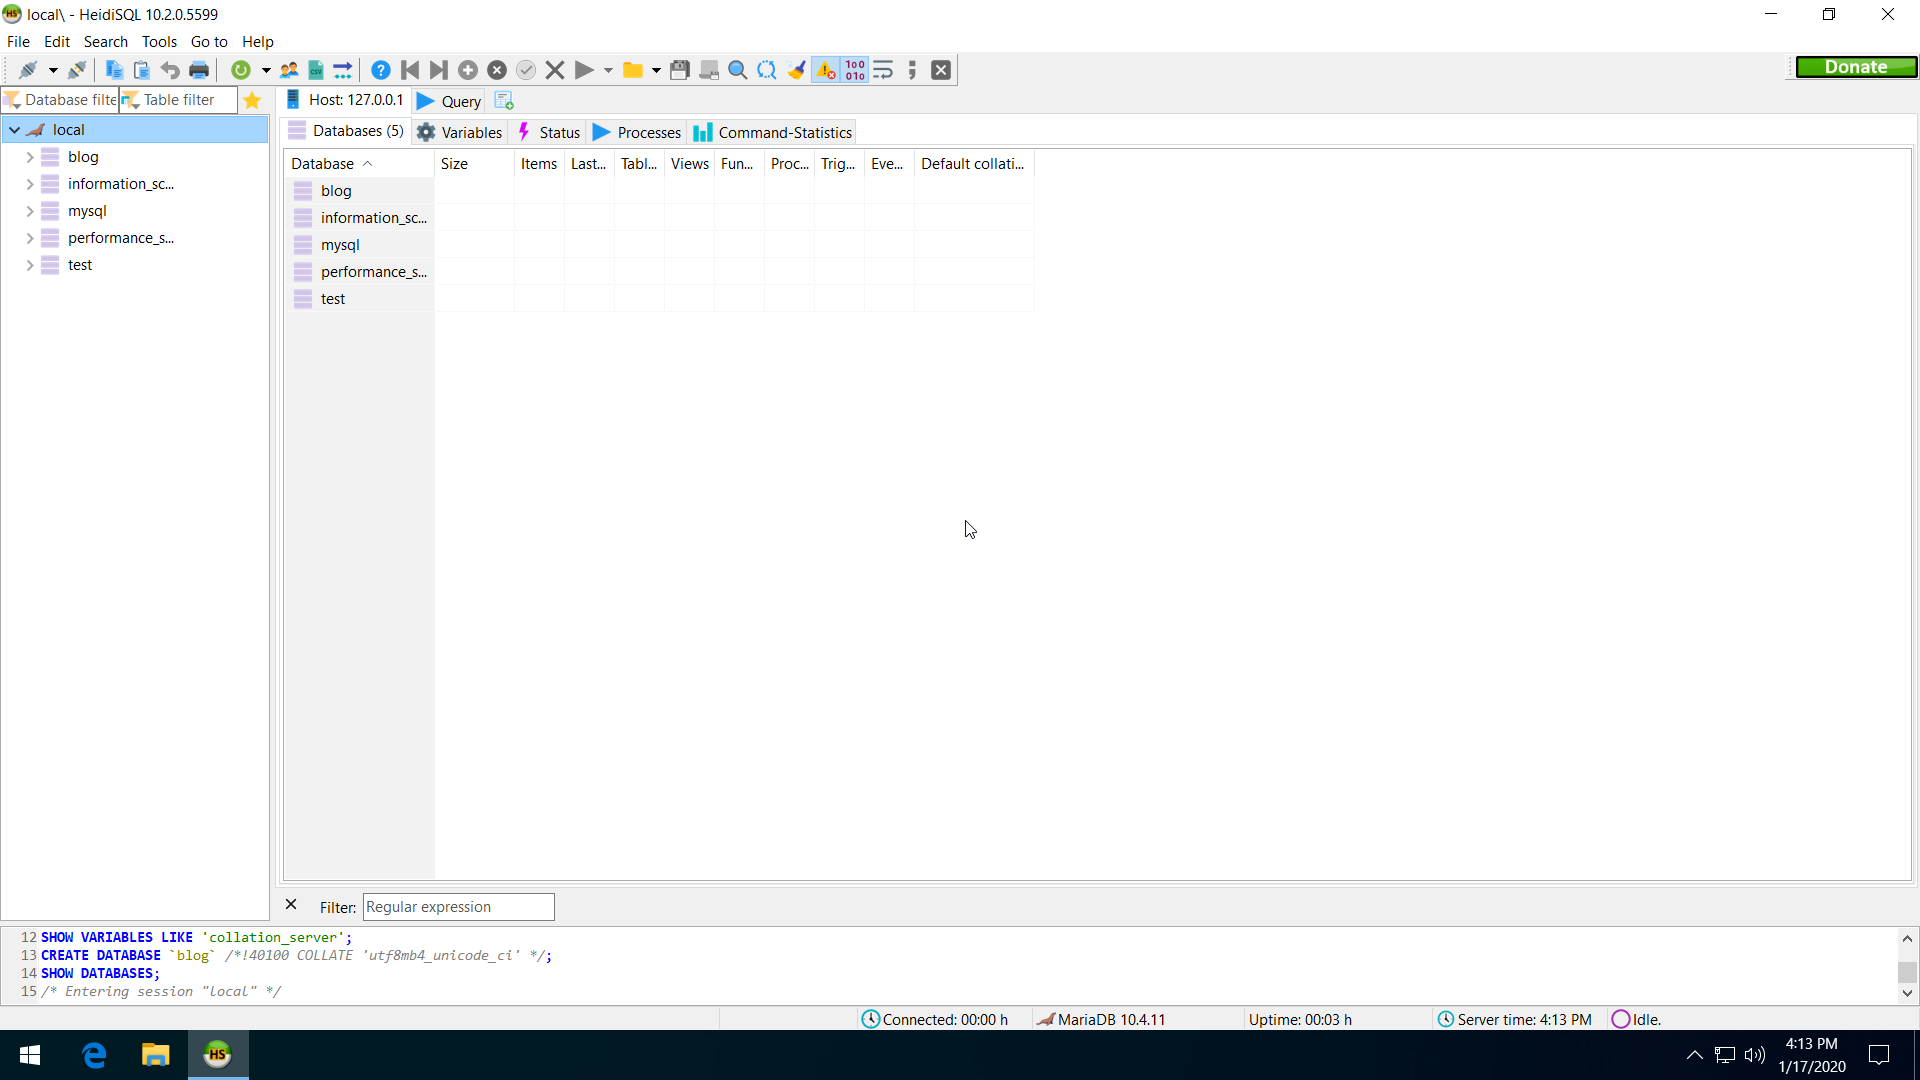 local\ - HeidiSQL 10.2.0.5599
File Edit Search Tools Go to Help
Donate
Database filte Table filter
Host: 127.0.0.1 Query
local
blog
information_sc...
mysql
performance_s...
test
Databases (5) Variables Status Processes Command-Statistics
Database Size Items Last... Tabl... Views Fun... Proc... Trig... Eve... Default collati...
blog
information_sc...
mysql
performance_s...
test
Filter: Regular expression
12 SHOW VARIABLES LIKE 'collation_server';
13 CREATE DATABASE `blog` /*!40100 COLLATE 'utf8mb4_unicode_ci' */;
14 SHOW DATABASES;
15 /* Entering session "local" */
Connected: 00:00 h MariaDB 10.4.11 Uptime: 00:03 h Server time: 4:13 PM Idle.
HS
4:13 PM
1/17/2020